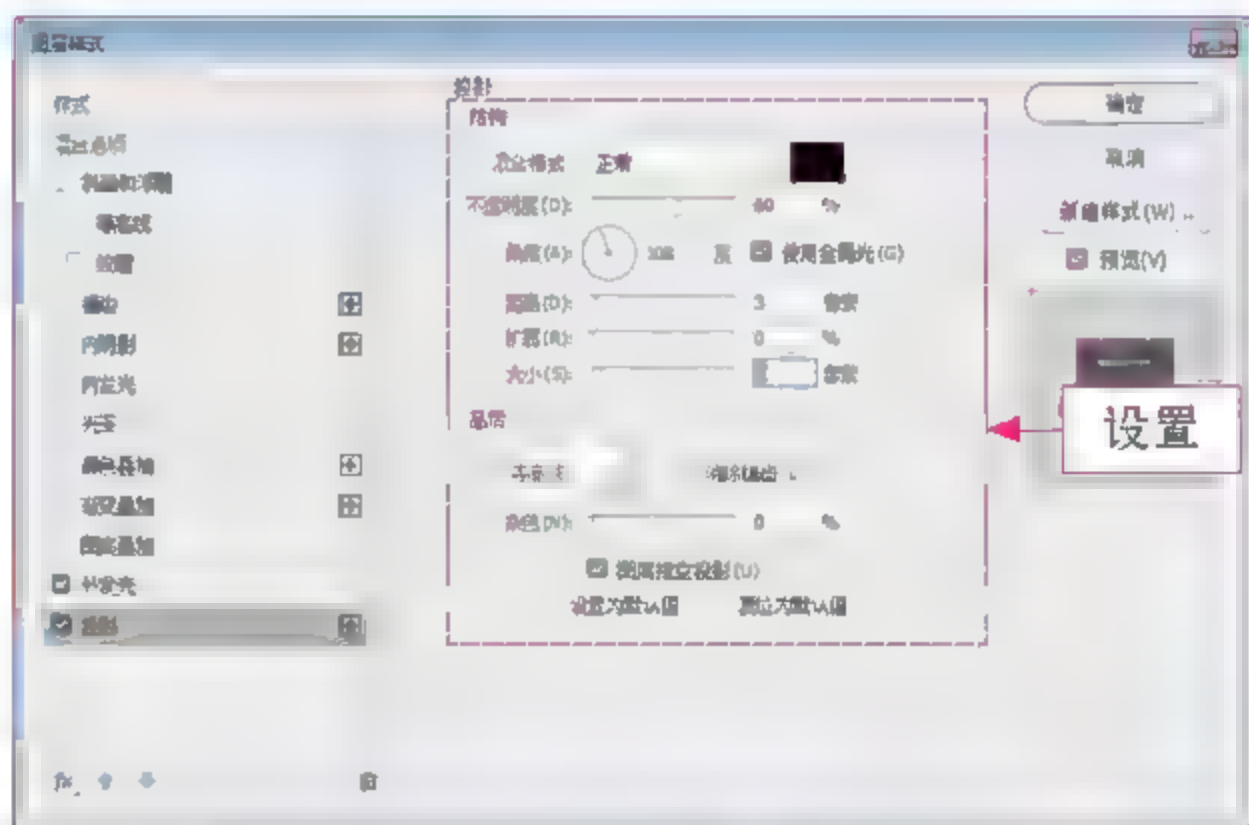 图层样式
样式
混合选项
斜面和浮雕
等高线
纹理
描边
内阴影
内发光
光泽
颜色叠加
渐变叠加
图案叠加
外发光
投影
fx
投影
结构
混合模式 正常
不透明度(O): %
角度(A): 度 使用全局光(G)
距离(D): 3 像素
扩展(R): 0 %
大小(S): 像素
品质
消除锯齿
杂色(N): 0 %
图层挖空投影(U)
设置为默认值 复位为默认值
确定
取消
新建样式(W)...
预览(V)
设置